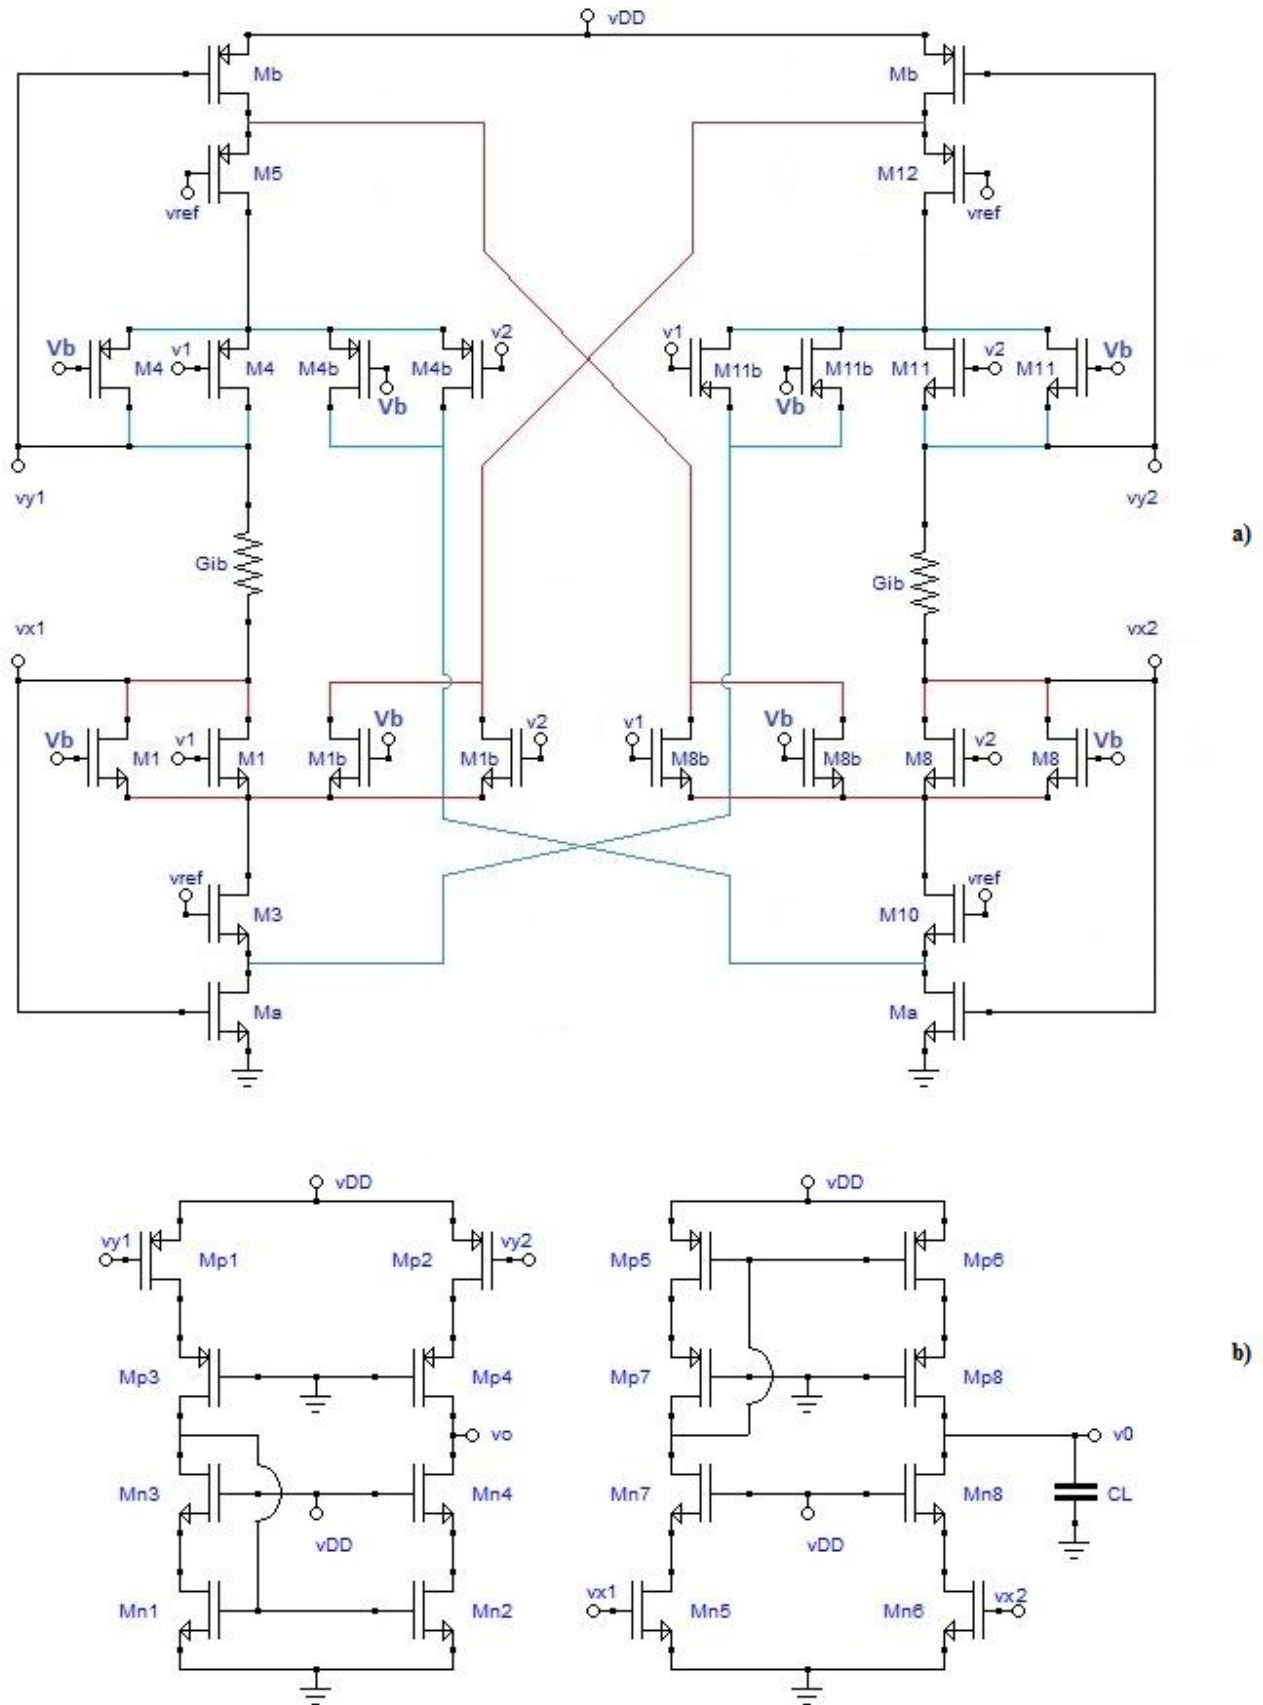 vDD
Mb Mb
M5 M12
vref vref
Vb M4 v1 M4 M4b Vb M4b v2 v1 M11b Vb M11b M11 v2 M11 Vb
vy1 vy2
a)
Gib Gib
vx1 vx2
Vb M1 v1 M1 M1b Vb M1b v2 v1 M8b Vb M8b M8 v2 M8 Vb
vref vref
M3 M10
Ma Ma
vDD vDD
vy1 Mp1 Mp2 vy2 Mp5 Mp6
b)
Mp3 Mp4 Mp7 Mp8
vo v0
Mn3 Mn4 Mn7 Mn8 CL
vDD vDD
Mn1 Mn2 vx1 Mn5 Mn6 vx2